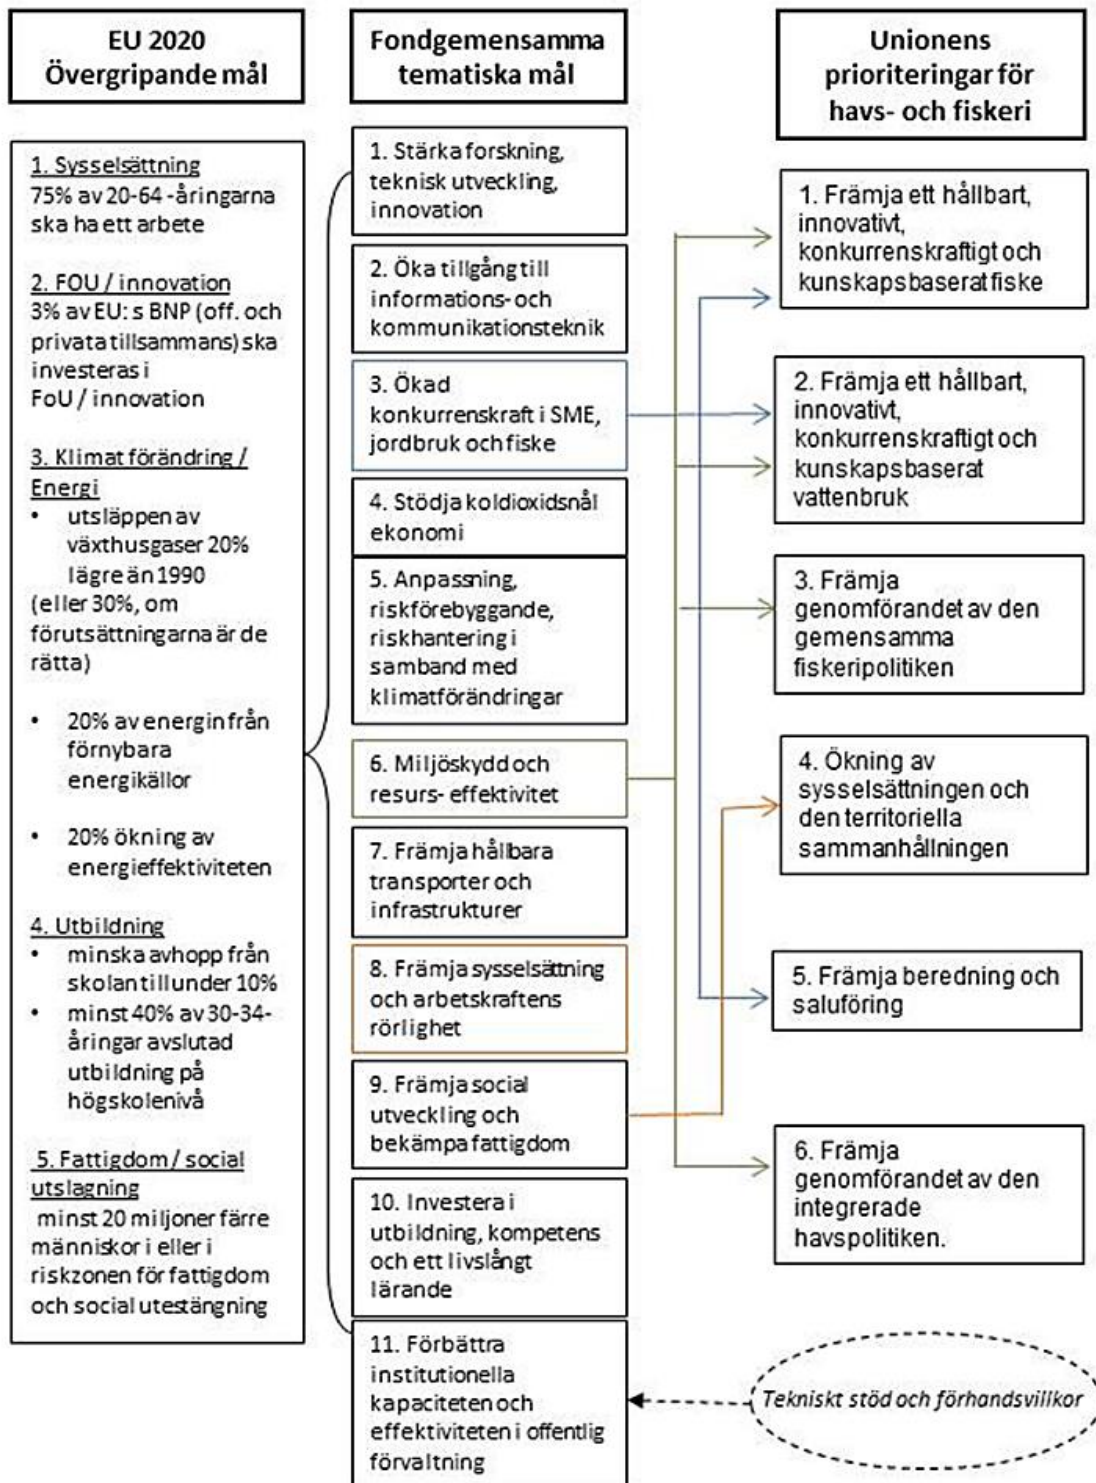 EU 2020
Övergripande mål
1. Sysselsättning
75% av 20-64 -åringarna
ska ha ett arbete
2. FOU / innovation
3% av EU: s BNP (off. och
privata tillsammans) ska
investeras i
FoU / innovation
3. Klimat förändring /
Energi
• utsläppen av
växthusgaser 20%
lägre än 1990
(eller 30%, om
förutsättningarna är de
rätta)
• 20% av energin från
förnybara
energikällor
• 20% ökning av
energieffektiviteten
4. Utbildning
• minska avhopp från
skolan till under 10%
• minst 40% av 30-34-
åringar avslutad
utbildning på
högskolenivå
5. Fattigdom / social
utslagning
minst 20 miljoner färre
människor i eller i
riskzonen för fattigdom
och social utestängning
Fondgemensamma
tematiska mål
1. Stärka forskning,
teknisk utveckling,
innovation
2. Öka tillgång till
informations- och
kommunikationsteknik
3. Ökad
konkurrenskraft i SME,
jordbruk och fiske
4. Stödja koldioxidsnål
ekonomi
5. Anpassning,
riskförebyggande,
riskhantering i
samband med
klimatförändringar
6. Miljöskydd och
resurs- effektivitet
7. Främja hållbara
transporter och
infrastrukturer
8. Främja sysselsättning
och arbetskraftens
rörlighet
9. Främja social
utveckling och
bekämpa fattigdom
10. Investera i
utbildning, kompetens
och ett livslångt
lärande
11. Förbättra
institutionella
kapaciteten och
effektiviteten i offentlig
förvaltning
Unionens
prioriteringar för
havs- och fiskeri
1. Främja ett hållbart,
innovativt,
konkurrenskraftigt och
kunskapsbaserat fiske
2. Främja ett hållbart,
innovativt,
konkurrenskraftigt och
kunskapsbaserat
vattenbruk
3. Främja
genomförandet av den
gemensamma
fiskeripolitiken
4. Ökning av
sysselsättningen och
den territoriella
sammanhållningen
5. Främja beredning och
saluföring
6. Främja
genomförandet av den
integrerade
havspolitiken.
Tekniskt stöd och förhandsvillkor